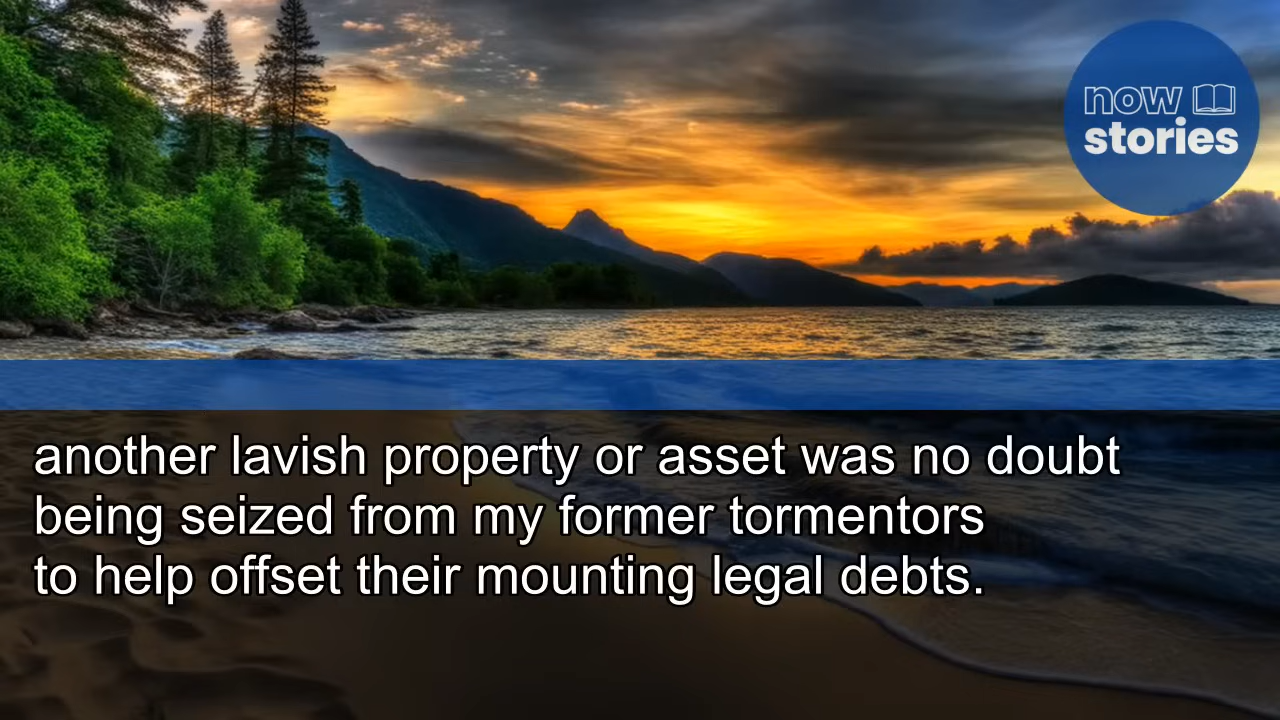 now
stories
another lavish property or asset was no doubt
being seized from my former tormentors
to help offset their mounting legal debts.